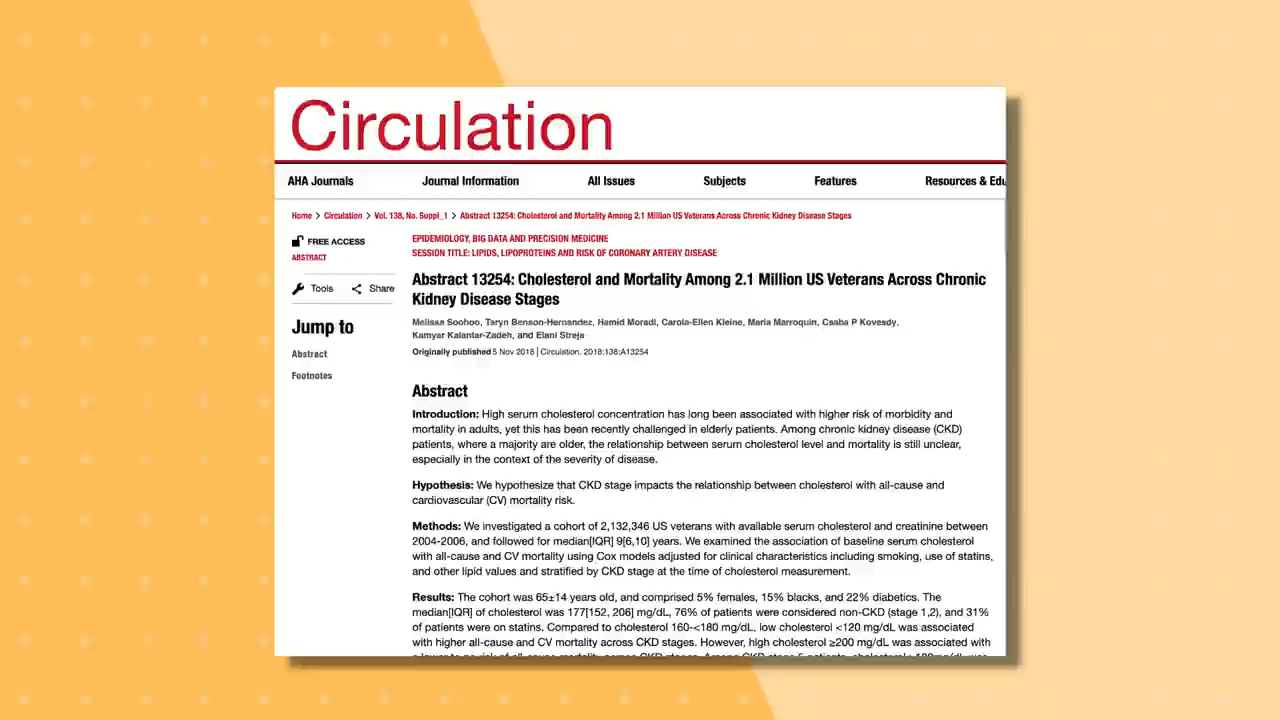 Circulation
AHA Journals Journal Information All Issues Subjects Features Resources & Edu
Home > Circulation > Vol. 138, No. Suppl_1 > Abstract 13254: Cholesterol and Mortality Among 2.1 Million US Veterans Across Chronic Kidney Disease Stages
FREE ACCESS
ABSTRACT
Tools Share
Jump to
Abstract
Footnotes
EPIDEMIOLOGY, BIG DATA AND PRECISION MEDICINE
SESSION TITLE: LIPIDS, LIPOPROTEINS AND RISK OF CORONARY ARTERY DISEASE
Abstract 13254: Cholesterol and Mortality Among 2.1 Million US Veterans Across Chronic
Kidney Disease Stages
Melissa Soohoo, Taryn Benson-Hernandez, Hamid Moradi, Carola-Ellen Kleine, Maria Marroquin, Csaba P Kovesdy,
Kamyar Kalantar-Zadeh, and Elani Streja
Originally published 5 Nov 2018 | Circulation. 2018;138:A13254
Abstract
Introduction: High serum cholesterol concentration has long been associated with higher risk of morbidity and
mortality in adults, yet this has been recently challenged in elderly patients. Among chronic kidney disease (CKD)
patients, where a majority are older, the relationship between serum cholesterol level and mortality is still unclear,
especially in the context of the severity of disease.
Hypothesis: We hypothesize that CKD stage impacts the relationship between cholesterol with all-cause and
cardiovascular (CV) mortality risk.
Methods: We investigated a cohort of 2,132,346 US veterans with available serum cholesterol and creatinine between
2004-2006, and followed for median[IQR] 9[6,10] years. We examined the association of baseline serum cholesterol
with all-cause and CV mortality using Cox models adjusted for clinical characteristics including smoking, use of statins,
and other lipid values and stratified by CKD stage at the time of cholesterol measurement.
Results: The cohort was 65±14 years old, and comprised 5% females, 15% blacks, and 22% diabetics. The
median[IQR] of cholesterol was 177[152, 206] mg/dL, 76% of patients were considered non-CKD (stage 1,2), and 31%
of patients were on statins. Compared to cholesterol 160-<180 mg/dL, low cholesterol <120 mg/dL was associated
with higher all-cause and CV mortality across CKD stages. However, high cholesterol ≥200 mg/dL was associated with